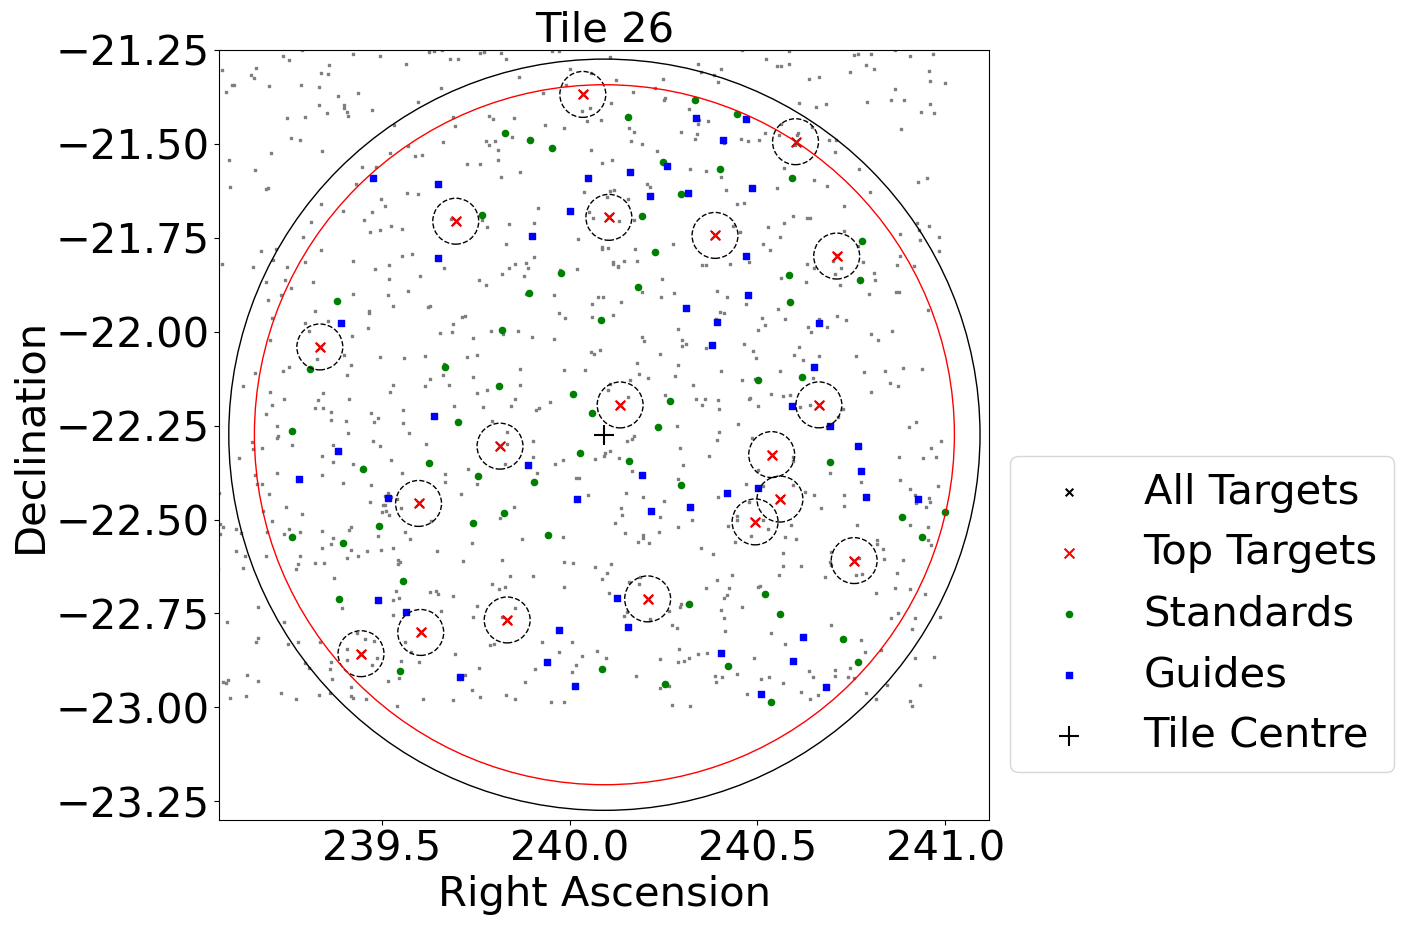 Tile 26
−21.25
−21.50
−21.75
−22.00
−22.25
−22.50
−22.75
−23.00
−23.25
Declination
239.5 240.0 240.5 241.0
Right Ascension
All Targets
Top Targets
Standards
Guides
Tile Centre